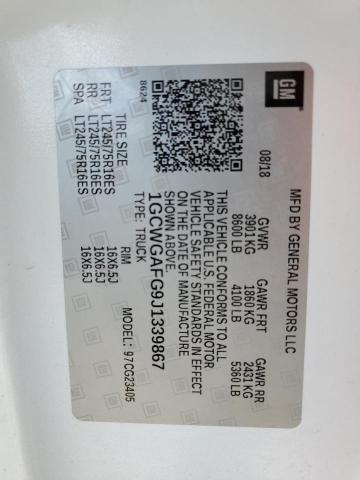 GM
MFD BY GENERAL MOTORS LLC
08/18
GVWR GAWR FRT GAWR RR
3901 KG 1860 KG 2431 KG
8600 LB 4100 LB 5360 LB
THIS VEHICLE CONFORMS TO ALL
APPLICABLE U.S. FEDERAL MOTOR
VEHICLE SAFETY STANDARDS IN EFFECT
ON THE DATE OF MANUFACTURE
SHOWN ABOVE.
1GCWGAFG9J1339867
TYPE: TRUCK
8624
MODEL: 97CG23405
TIRE SIZE RIM
FRT LT245/75R16ES 16X6.5J
RR LT245/75R16ES 16X6.5J
SPA LT245/75R16ES 16X6.5J